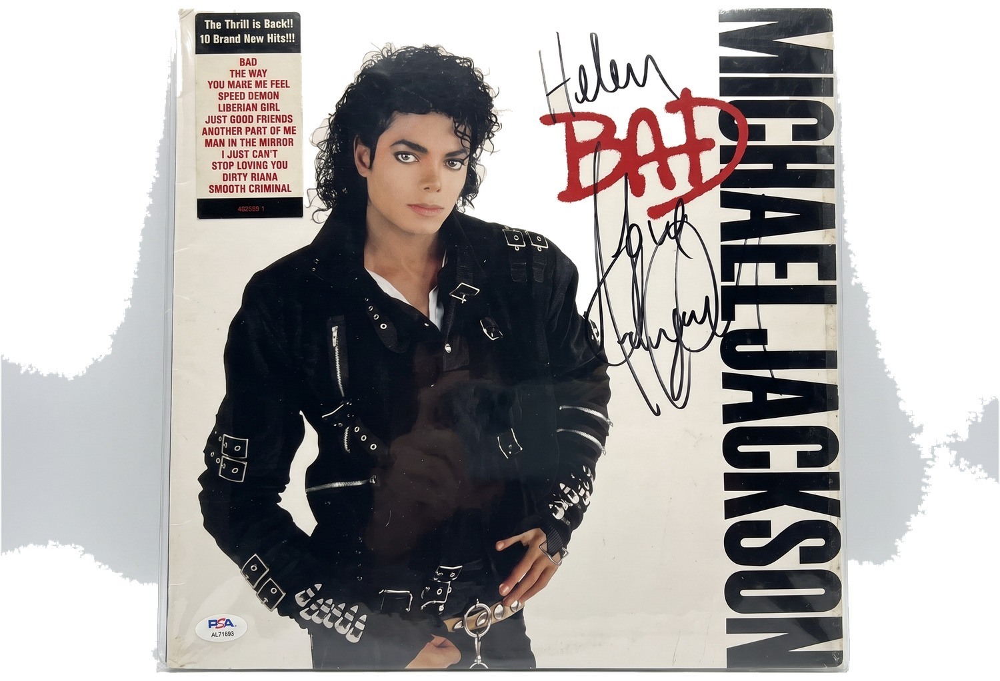 The Thrill is Back!!
10 Brand New Hits!!!
BAD
THE WAY
YOU MARE ME FEEL
SPEED DEMON
LIBERIAN GIRL
JUST GOOD FRIENDS
ANOTHER PART OF ME
MAN IN THE MIRROR
I JUST CAN'T
STOP LOVING YOU
DIRTY RIANA
SMOOTH CRIMINAL
4G2SS9 1
Helen
BAD
Love
MICHAEL JACKSON
PSA
AL71693